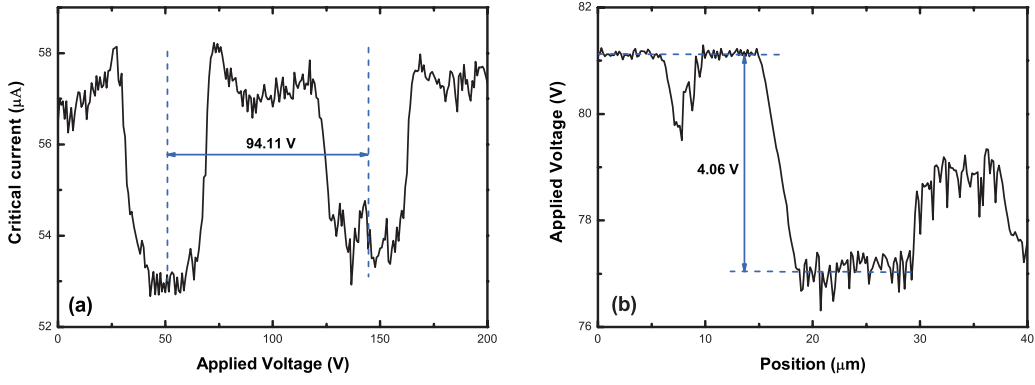 58
56
54
52
Critical current (μA)
94.11 V
(a)
0
50
100
150
200
Applied Voltage (V)
82
80
78
76
Applied Voltage (V)
4.06 V
(b)
0
10
20
30
40
Position (μm)